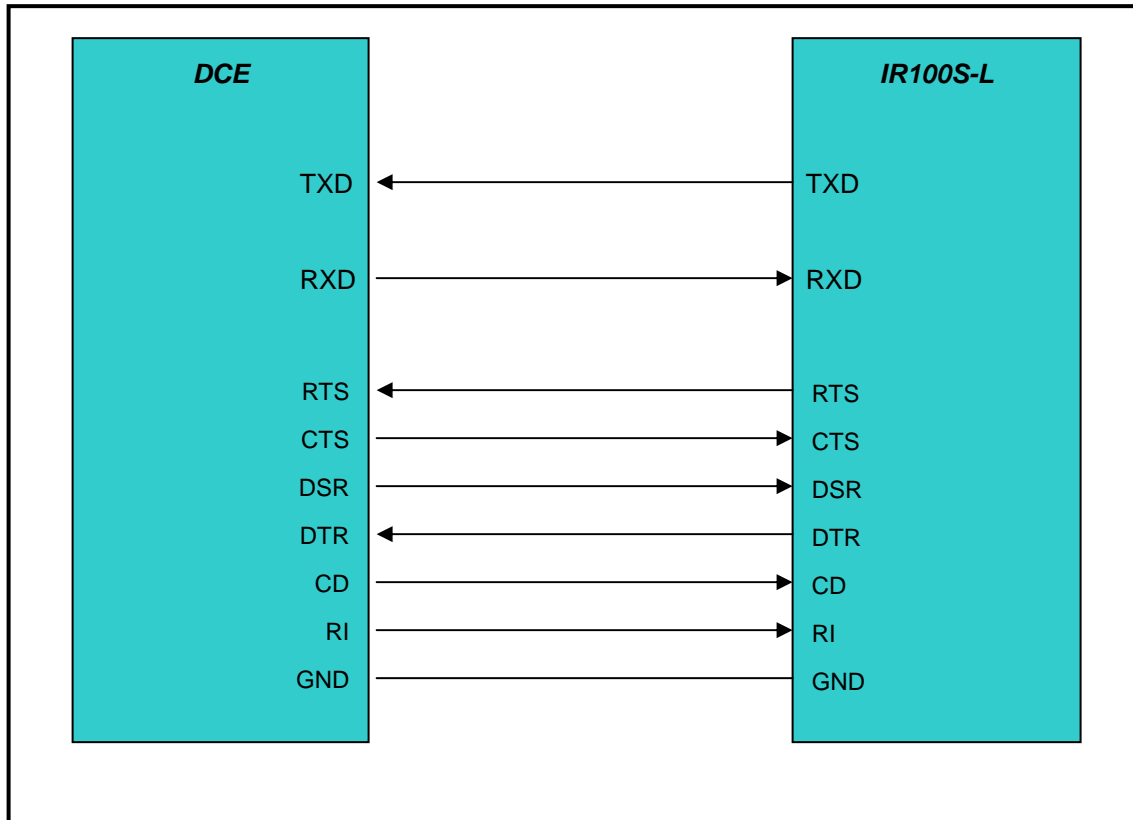 DCE IR100S-L
TXD TXD
RXD RXD
RTS RTS
CTS CTS
DSR DSR
DTR DTR
CD CD
RI RI
GND GND